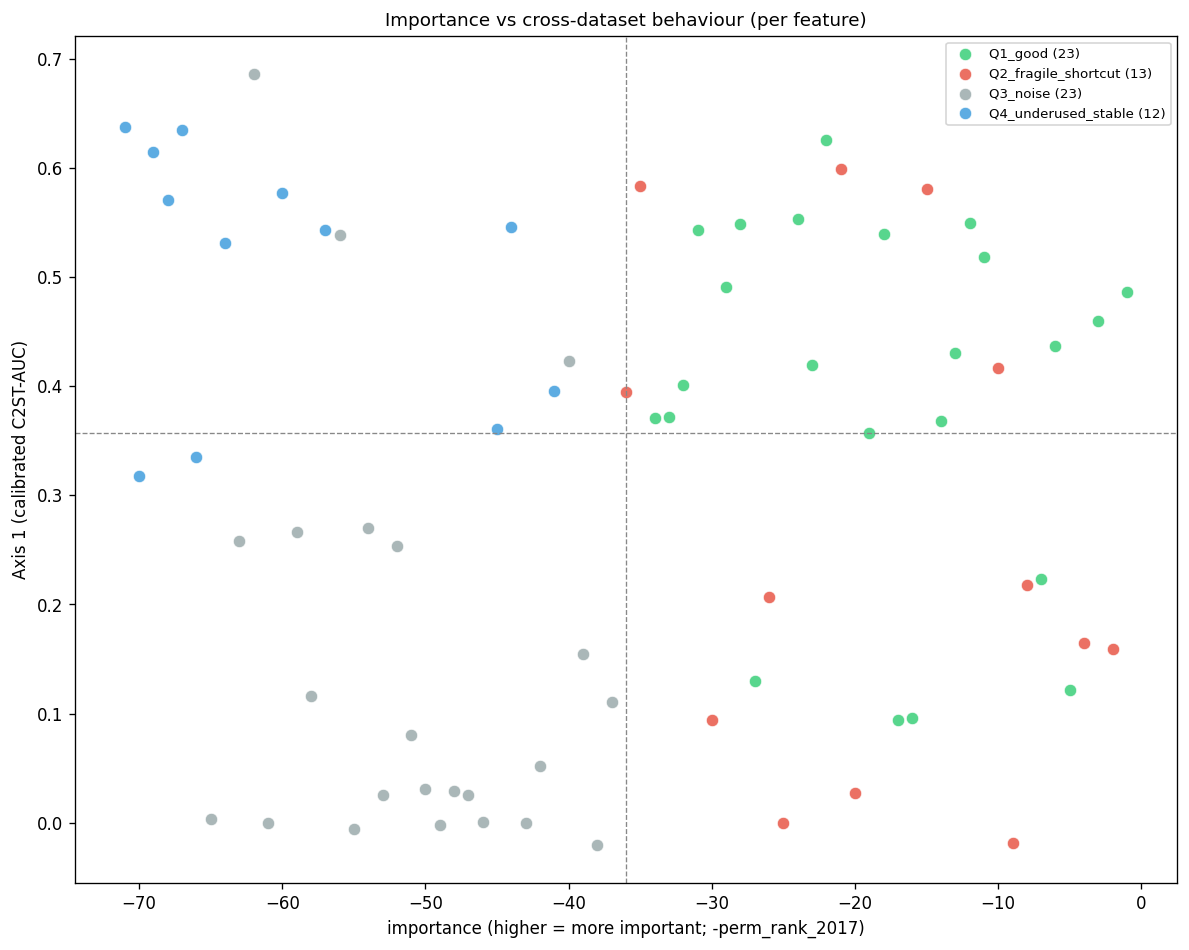 Importance vs cross-dataset behaviour (per feature)
Q1_good (23)
Q2_fragile_shortcut (13)
Q3_noise (23)
Q4_underused_stable (12)
Axis 1 (calibrated C2ST-AUC)
0.7
0.6
0.5
0.4
0.3
0.2
0.1
0.0
−70 −60 −50 −40 −30 −20 −10 0
importance (higher = more important; -perm_rank_2017)